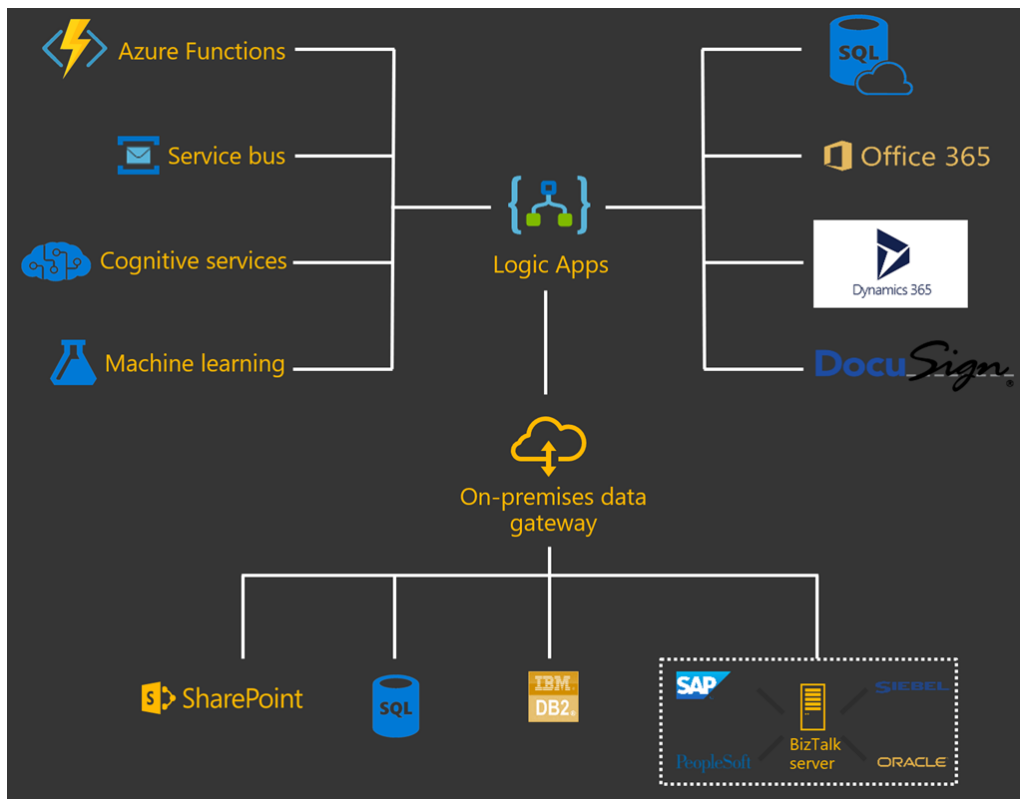 Azure Functions
SQL
Service bus
Office 365
Cognitive services
Logic Apps
Dynamics 365
Machine learning
DocuSign®
On-premises data
gateway
SharePoint
S
SQL
IBM
DB2®
SAP
SIEBEL
BizTalk
server
PeopleSoft
ORACLE